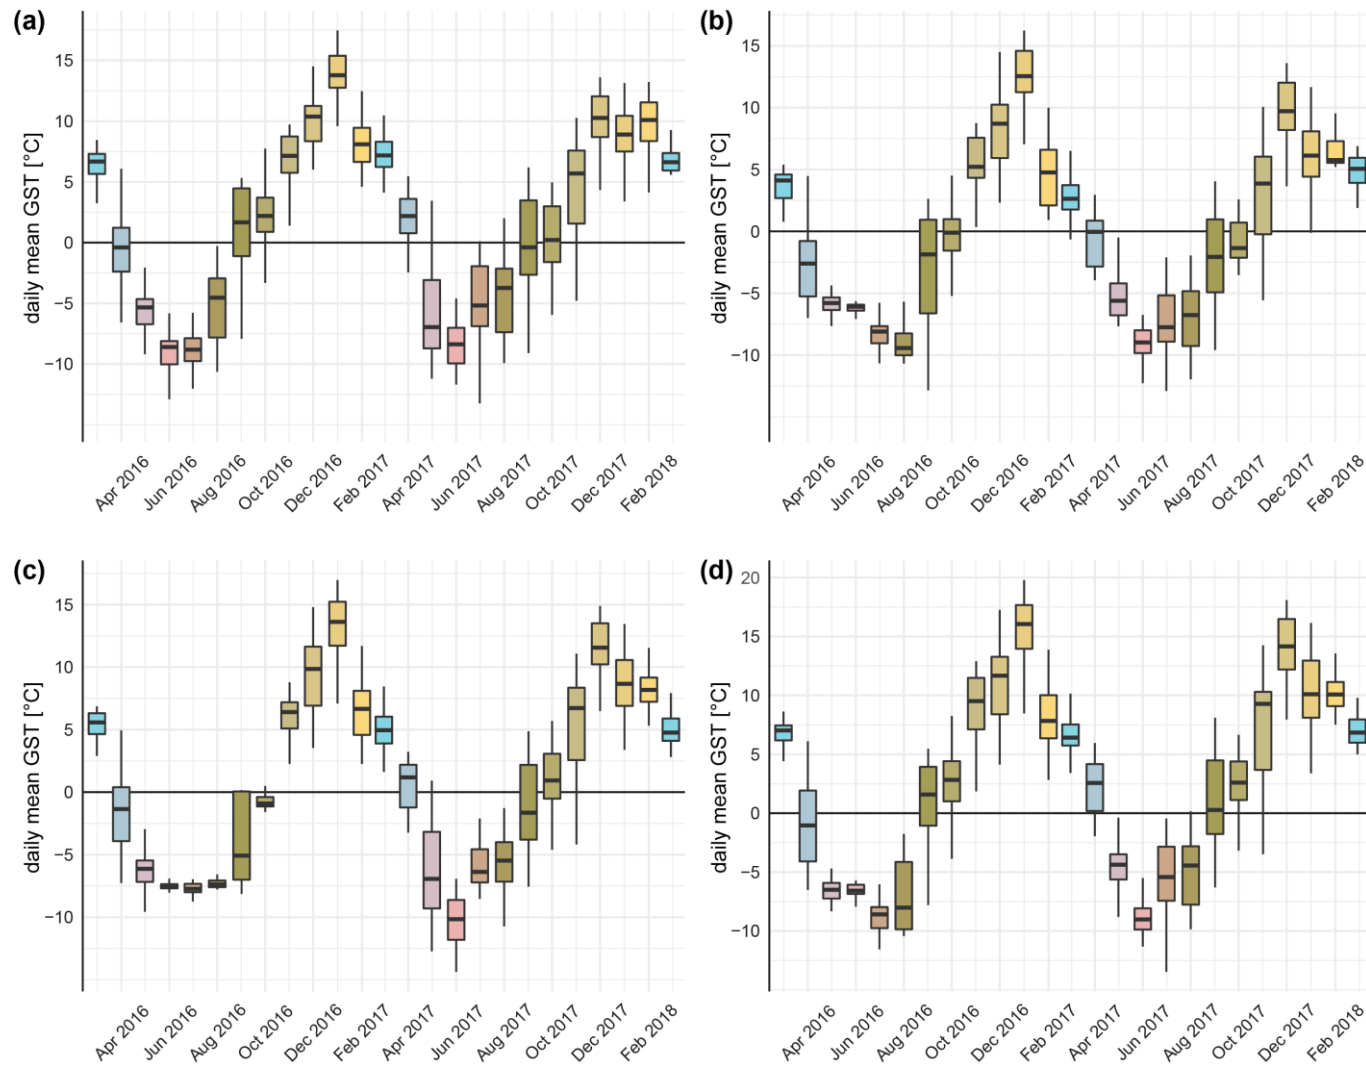 (a)
daily mean GST [°C]
15
10
5
0
−5
−10
Apr 2016
Jun 2016
Aug 2016
Oct 2016
Dec 2016
Feb 2017
Apr 2017
Jun 2017
Aug 2017
Oct 2017
Dec 2017
Feb 2018
(b)
daily mean GST [°C]
15
10
5
0
−5
−10
Apr 2016
Jun 2016
Aug 2016
Oct 2016
Dec 2016
Feb 2017
Apr 2017
Jun 2017
Aug 2017
Oct 2017
Dec 2017
Feb 2018
(c)
daily mean GST [°C]
15
10
5
0
−5
−10
Apr 2016
Jun 2016
Aug 2016
Oct 2016
Dec 2016
Feb 2017
Apr 2017
Jun 2017
Aug 2017
Oct 2017
Dec 2017
Feb 2018
(d)
daily mean GST [°C]
20
15
10
5
0
−5
−10
Apr 2016
Jun 2016
Aug 2016
Oct 2016
Dec 2016
Feb 2017
Apr 2017
Jun 2017
Aug 2017
Oct 2017
Dec 2017
Feb 2018